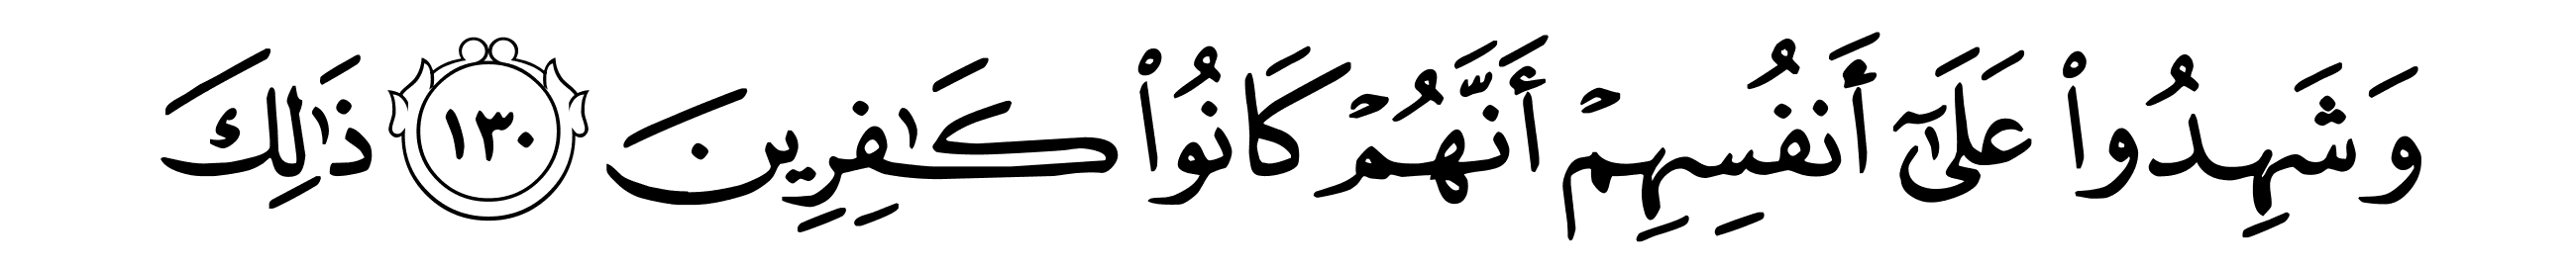 وَشَهِدُوا۟ عَلَىٰٓ أَنفُسِهِمْ أَنَّهُمْ كَانُوا۟ كَـٰفِرِينَ ١٣٠ ذَٰلِكَ